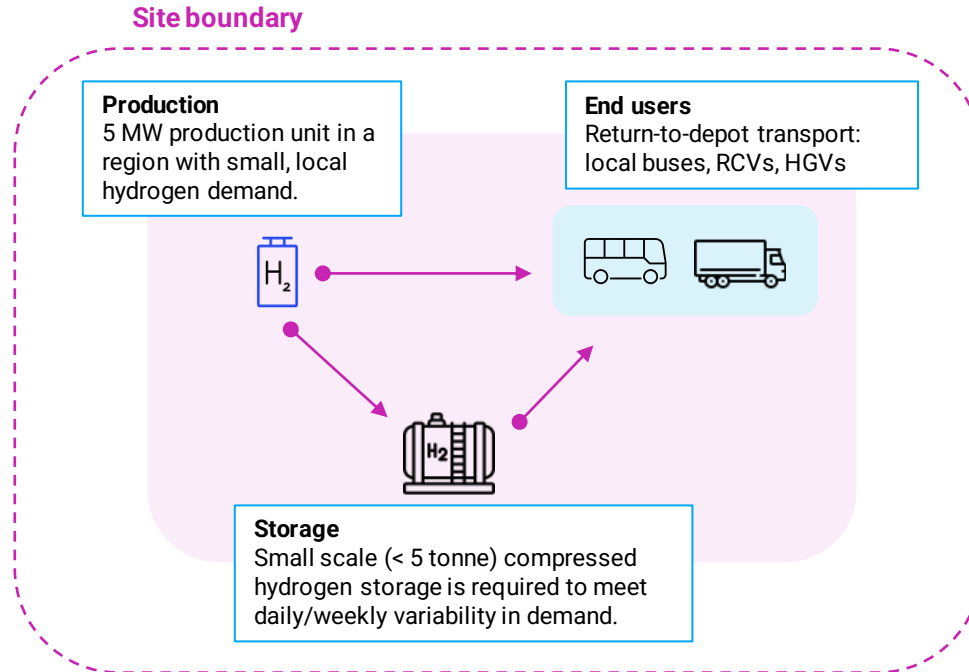 Site boundary
Production
5 MW production unit in a
region with small, local
hydrogen demand.
End users
Return-to-depot transport:
local buses, RCVs, HGVs
H₂
H2
Storage
Small scale (< 5 tonne) compressed
hydrogen storage is required to meet
daily/weekly variability in demand.